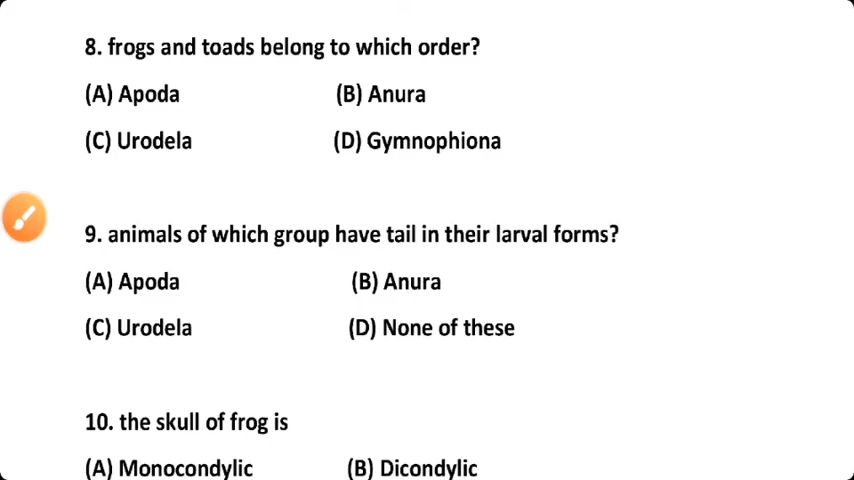 8. frogs and toads belong to which order?
(A) Apoda (B) Anura
(C) Urodela (D) Gymnophiona
9. animals of which group have tail in their larval forms?
(A) Apoda (B) Anura
(C) Urodela (D) None of these
10. the skull of frog is
(A) Monocondylic (B) Dicondylic